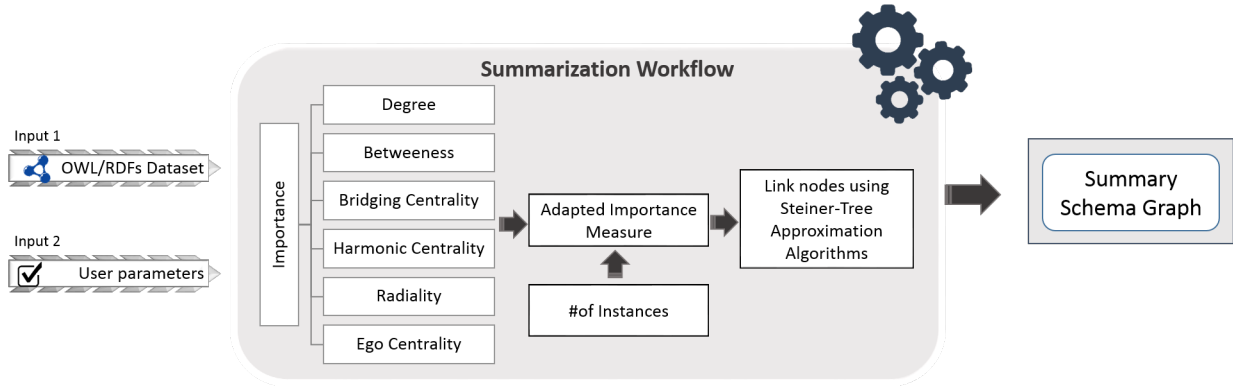 Summarization Workflow
Input 1
OWL/RDFs Dataset
Input 2
User parameters
Importance
Degree
Betweeness
Bridging Centrality
Harmonic Centrality
Radiality
Ego Centrality
Adapted Importance
Measure
#of Instances
Link nodes using
Steiner-Tree
Approximation
Algorithms
Summary
Schema Graph